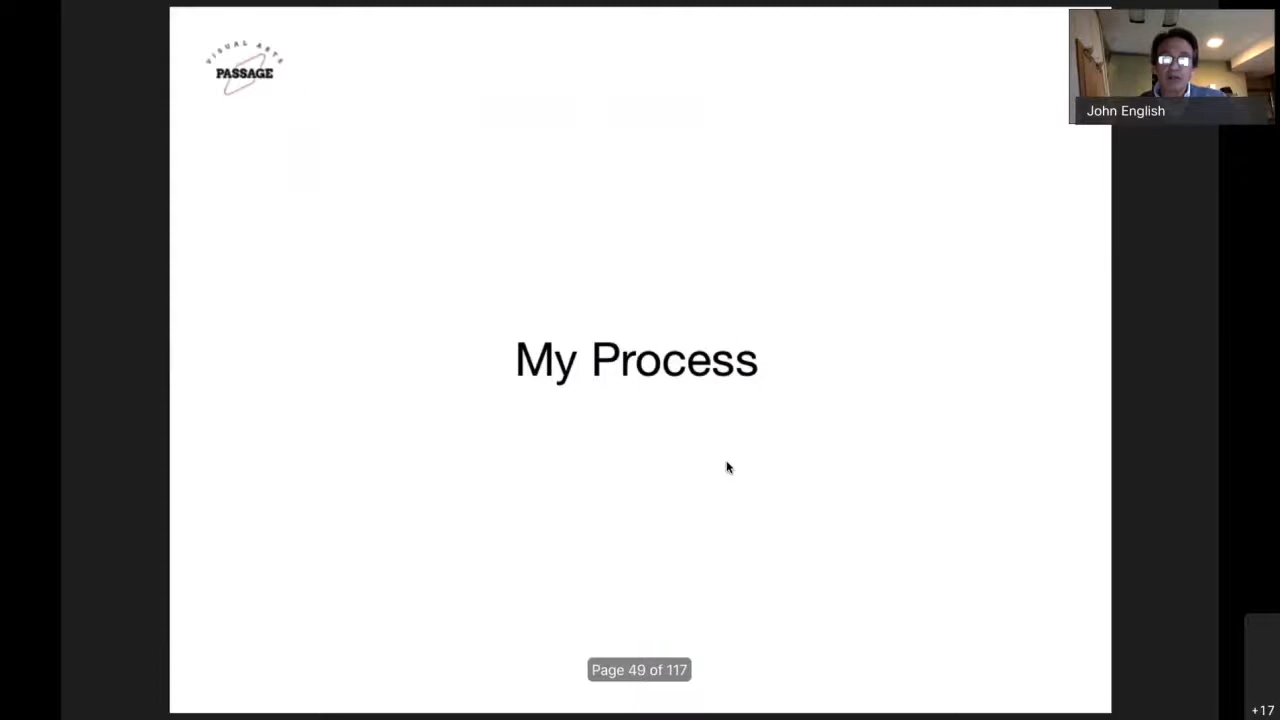 VISUAL ARTS
PASSAGE
John English
My Process
Page 49 of 117
+17